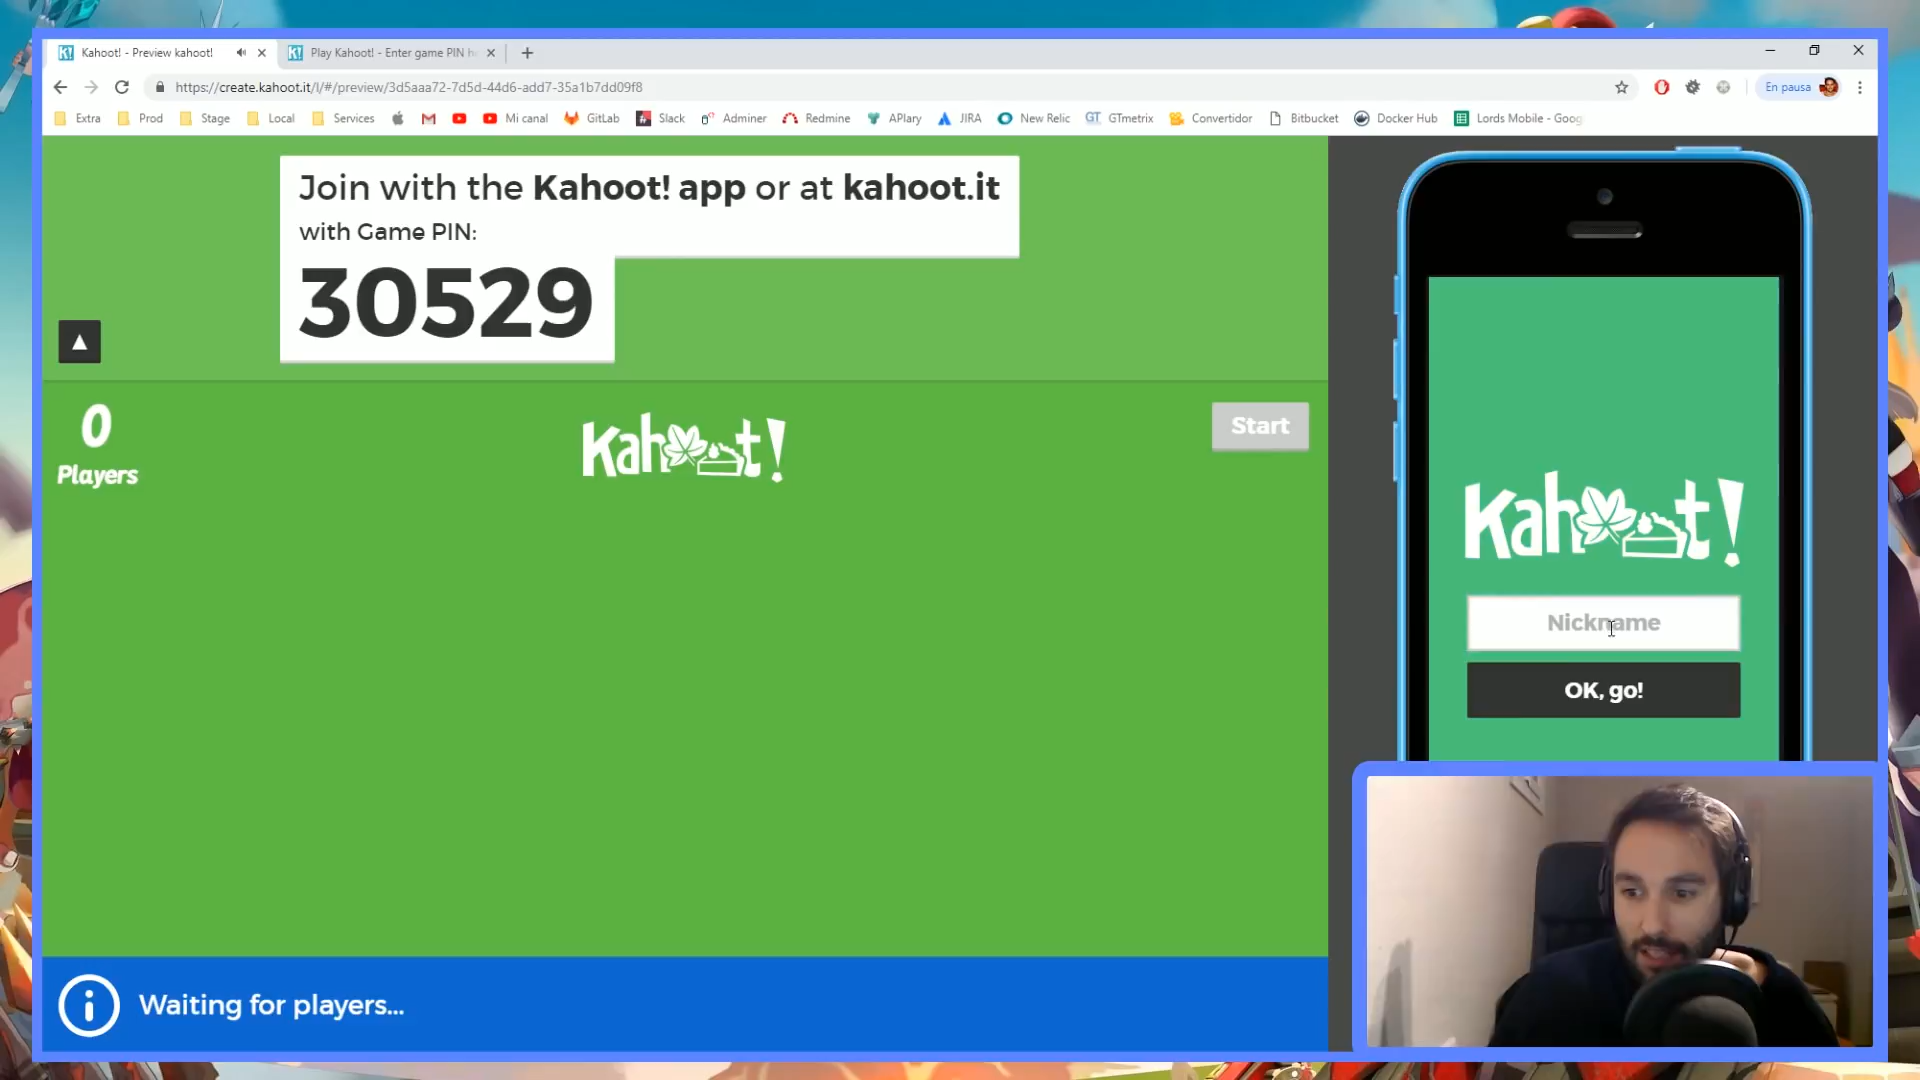 Kahoot! - Preview kahoot!
Play Kahoot! - Enter game PIN he
https://create.kahoot.it/l/#/preview/3d5aaa72-7d5d-44d6-add7-35a1b7dd09f8
En pausa
Extra
Prod
Stage
Local
Services
Mi canal
GitLab
Slack
Adminer
Redmine
APIary
JIRA
New Relic
GT GTmetrix
Convertidor
Bitbucket
Docker Hub
Lords Mobile - Goog
Join with the Kahoot! app or at kahoot.it
with Game PIN:
30529
0
Players
Kahoot!
Start
Kahoot!
Nickname
OK, go!
Waiting for players...